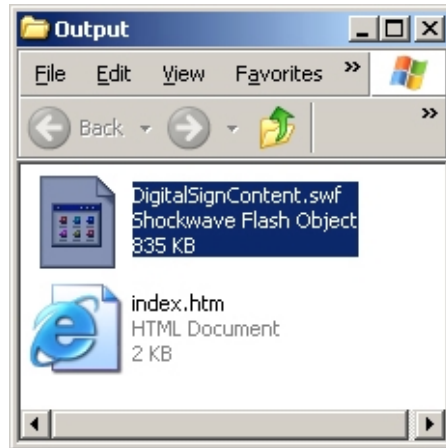 Output
File Edit View Favorites »
Back »
DigitalSignContent.swf
Shockwave Flash Object
835 KB
index.htm
HTML Document
2 KB